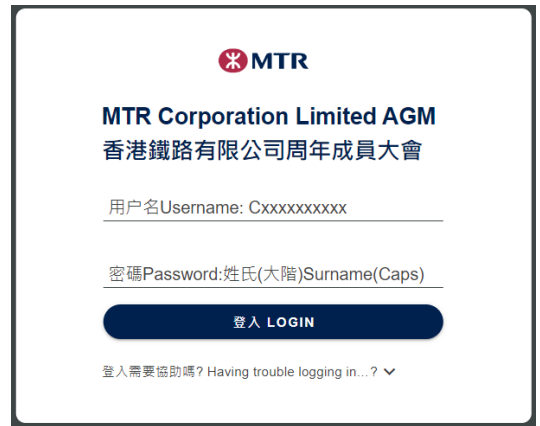 MTR
MTR Corporation Limited AGM
香港鐵路有限公司周年成員大會
用户名Username: Cxxxxxxxxxx
密碼Password:姓氏(大階)Surname(Caps)
登入 LOGIN
登入需要協助嗎? Having trouble logging in...?